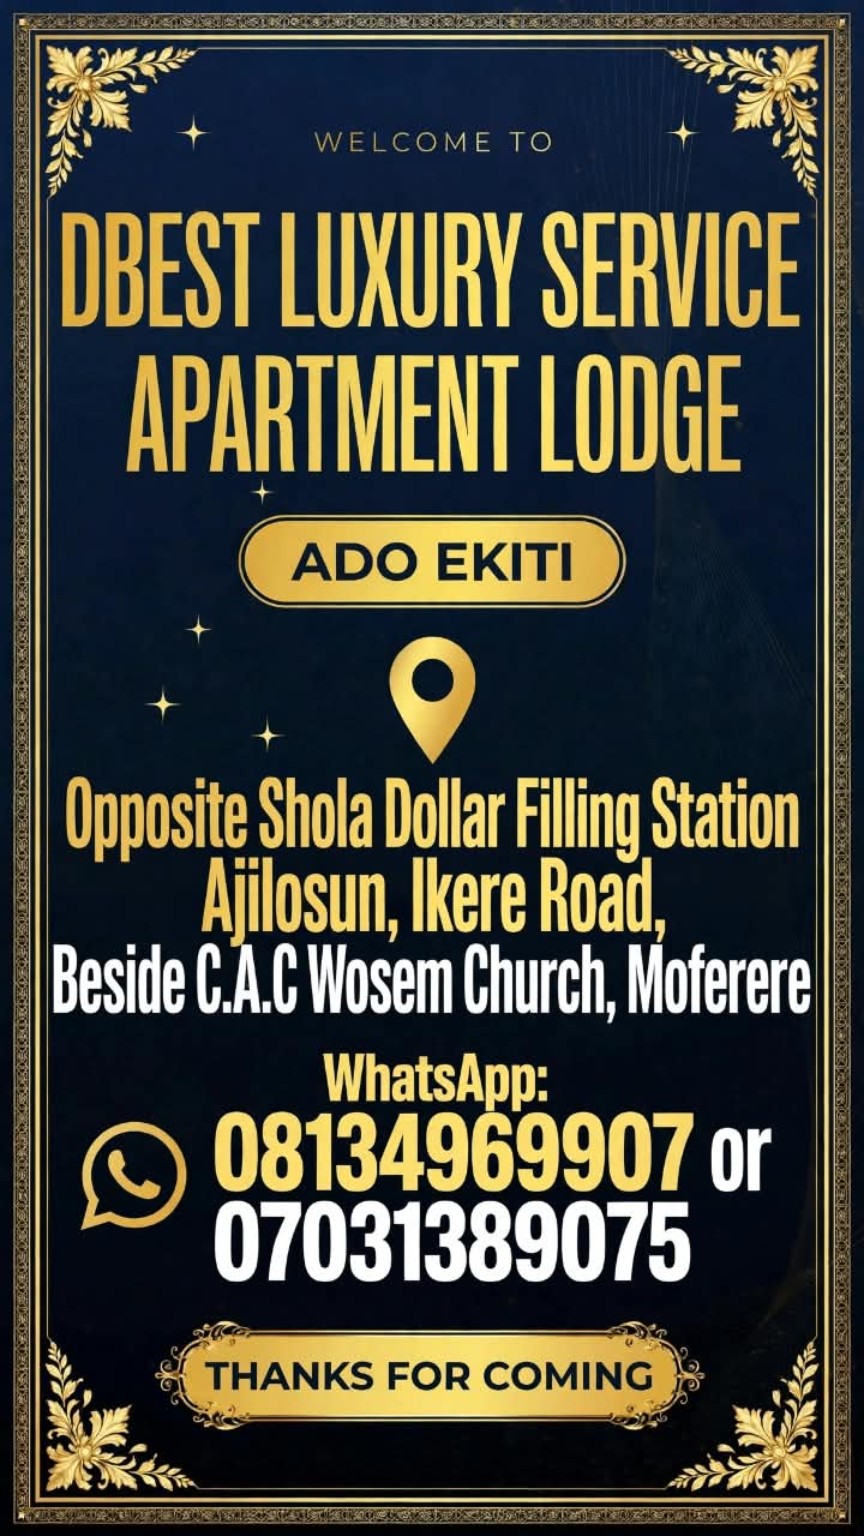 WELCOME TO
DBEST LUXURY SERVICE
APARTMENT LODGE
ADO EKITI
Opposite Shola Dollar Filling Station
Ajilosun, Ikere Road,
Beside C.A.C Wosem Church, Moferere
WhatsApp:
08134969907 or
07031389075
THANKS FOR COMING